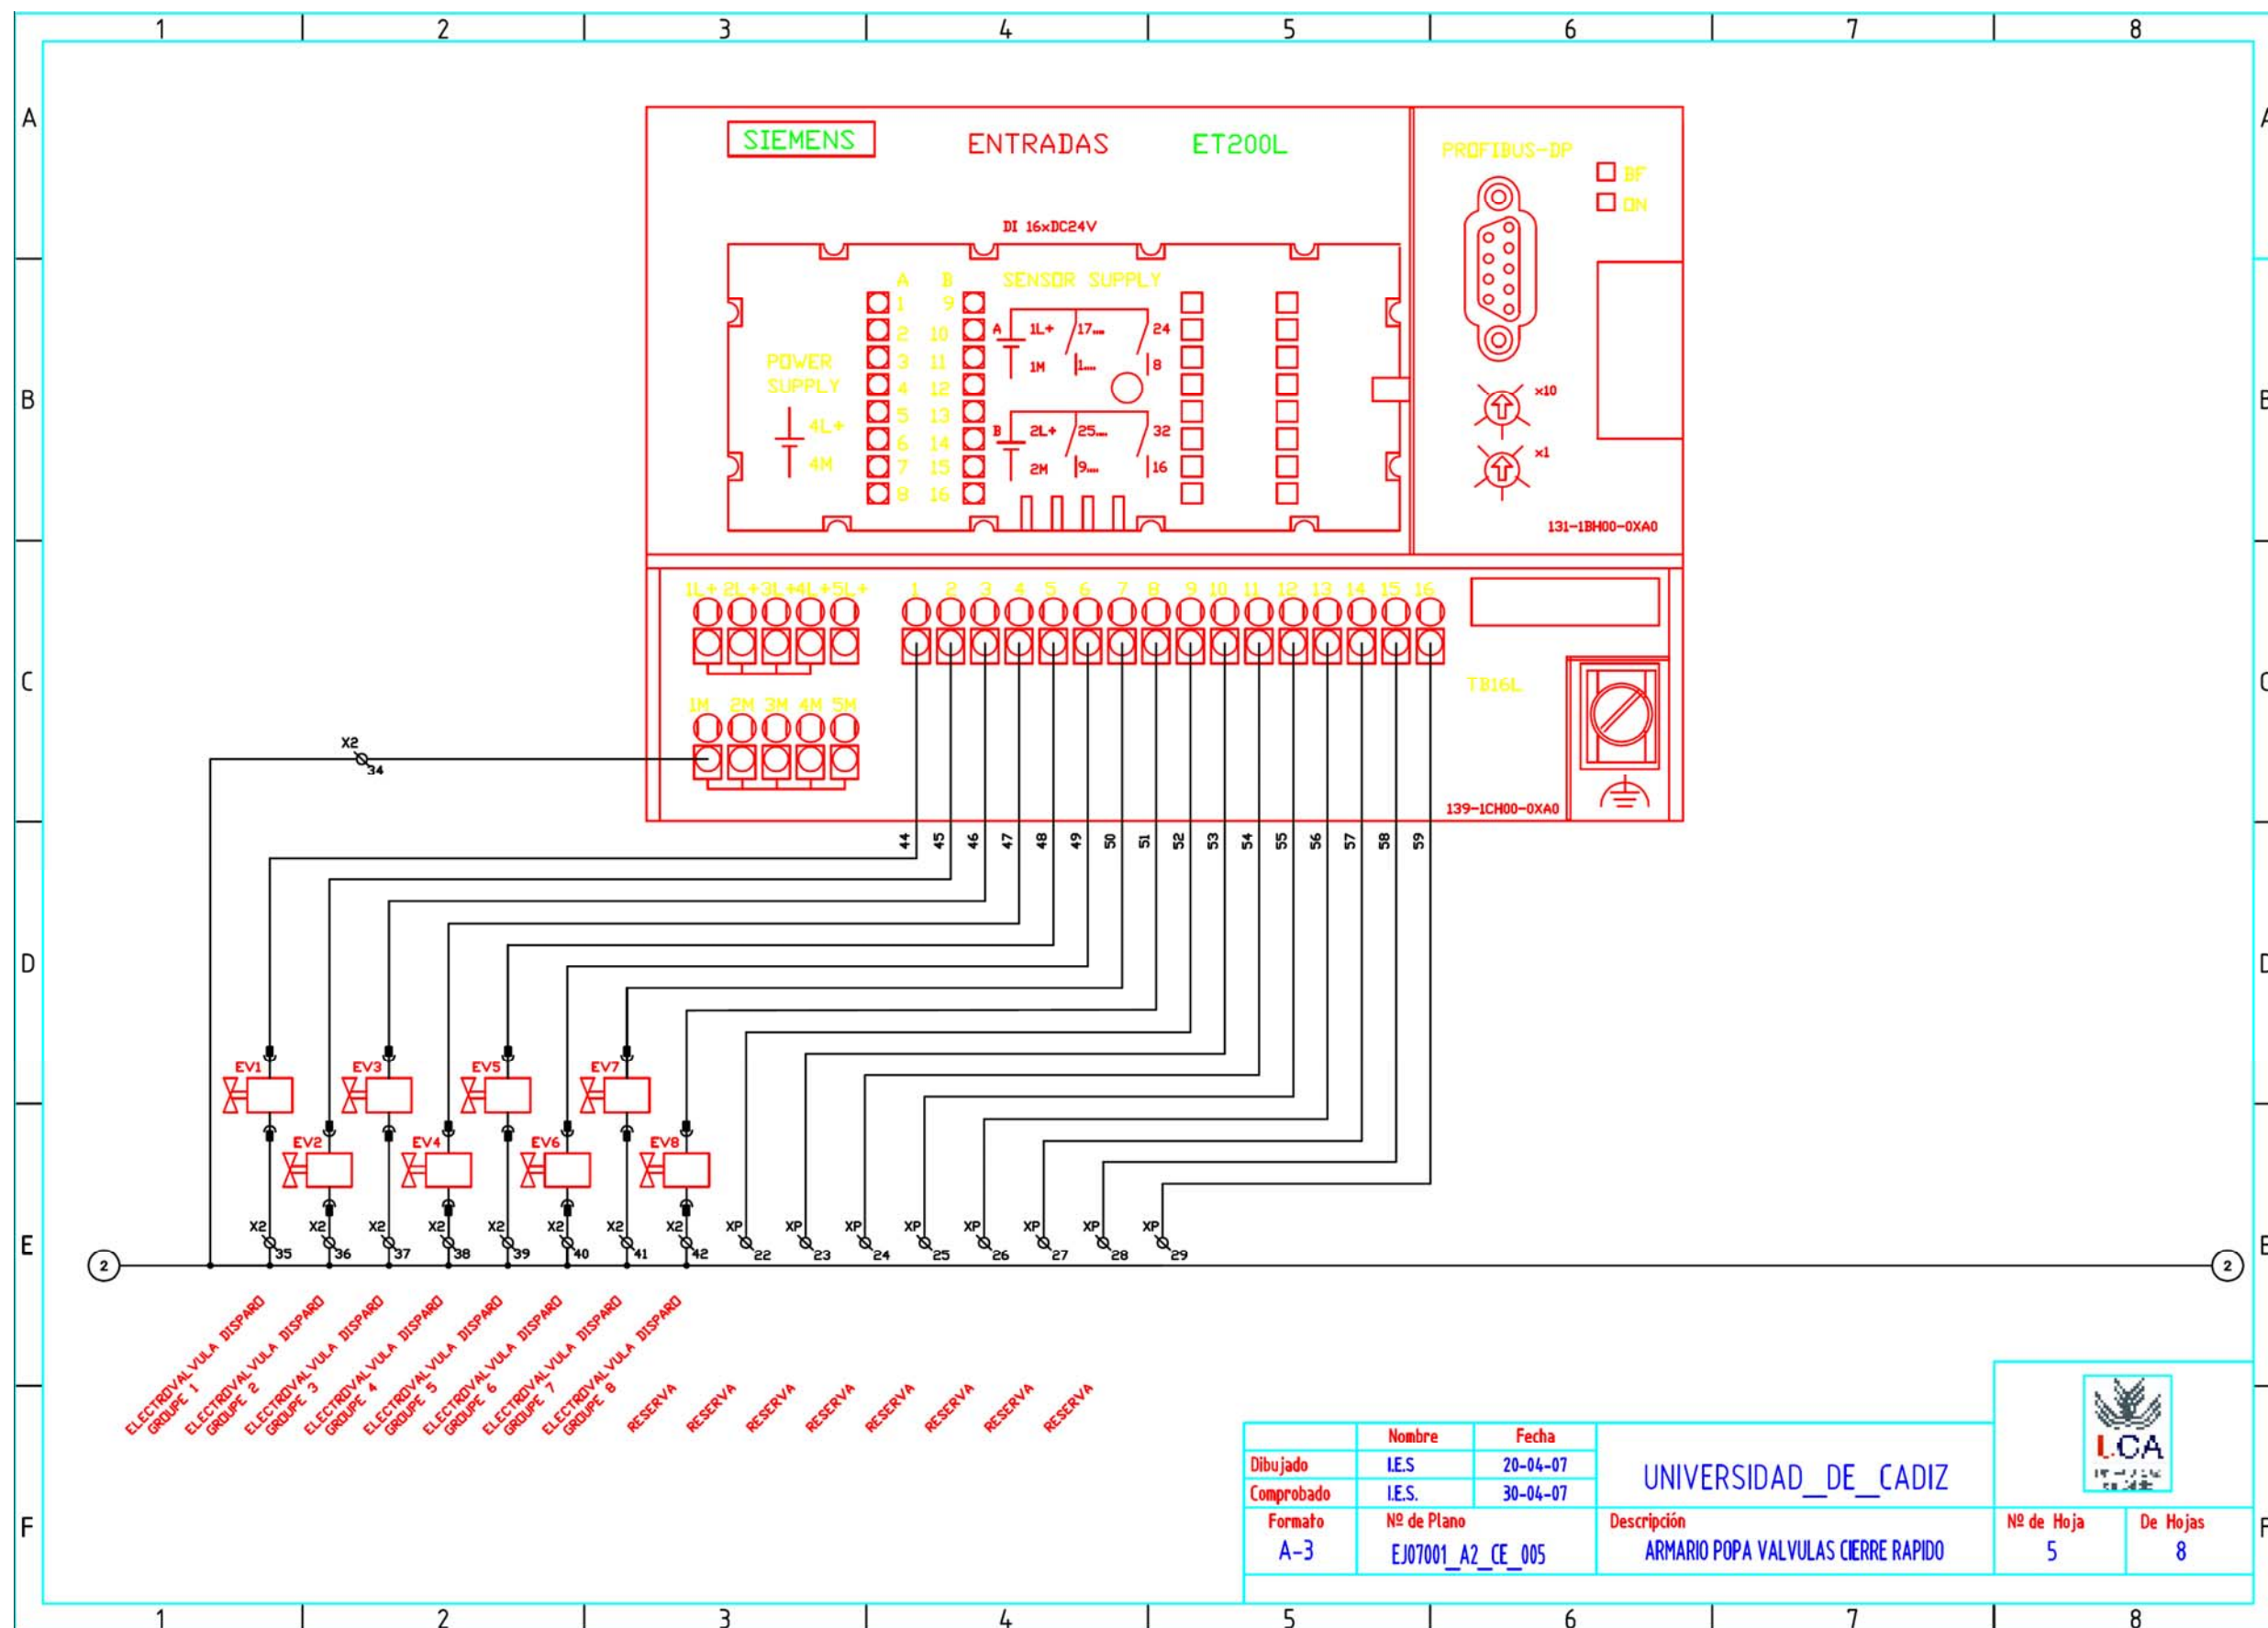 1 2 3 4 5 6 7 8
A
B
C
D
E
F
SIEMENS ENTRADAS ET200L
PROFIBUS-DP
BF
ON
DI 16xDC24V
A B SENSOR SUPPLY
1 9
2 10
3 11
4 12
5 13
6 14
7 15
8 16
POWER
SUPPLY
4L+
4M
A 1L+ 17... 24
1M 1... 8
B 2L+ 25... 32
2M 9... 16
x10
x1
131-1BH00-0XA0
1L+ 2L+ 3L+ 4L+ 5L+
1 2 3 4 5 6 7 8 9 10 11 12 13 14 15 16
1M 2M 3M 4M 5M
TB16L
139-1CH00-0XA0
X2
34
44 45 46 47 48 49 50 51 52 53 54 55 56 57 58 59
EV1 EV3 EV5 EV7
EV2 EV4 EV6 EV8
X2 X2 X2 X2 X2 X2 X2 X2 XP XP XP XP XP XP XP XP
35 36 37 38 39 40 41 42 22 23 24 25 26 27 28 29
2 2
ELECTROVALVULA DISPARO
GROUPE 1
ELECTROVALVULA DISPARO
GROUPE 2
ELECTROVALVULA DISPARO
GROUPE 3
ELECTROVALVULA DISPARO
GROUPE 4
ELECTROVALVULA DISPARO
GROUPE 5
ELECTROVALVULA DISPARO
GROUPE 6
ELECTROVALVULA DISPARO
GROUPE 7
ELECTROVALVULA DISPARO
GROUPE 8
RESERVA
RESERVA
RESERVA
RESERVA
RESERVA
RESERVA
RESERVA
RESERVA
Nombre Fecha
Dibujado I.E.S 20-04-07
Comprobado I.E.S. 30-04-07
UNIVERSIDAD_DE_CADIZ
UCA
Formato Nº de Plano Descripción Nº de Hoja De Hojas
A-3 EJ07001_A2_CE_005 ARMARIO POPA VALVULAS CIERRE RAPIDO 5 8
1 2 3 4 5 6 7 8
A
B
C
D
E
F